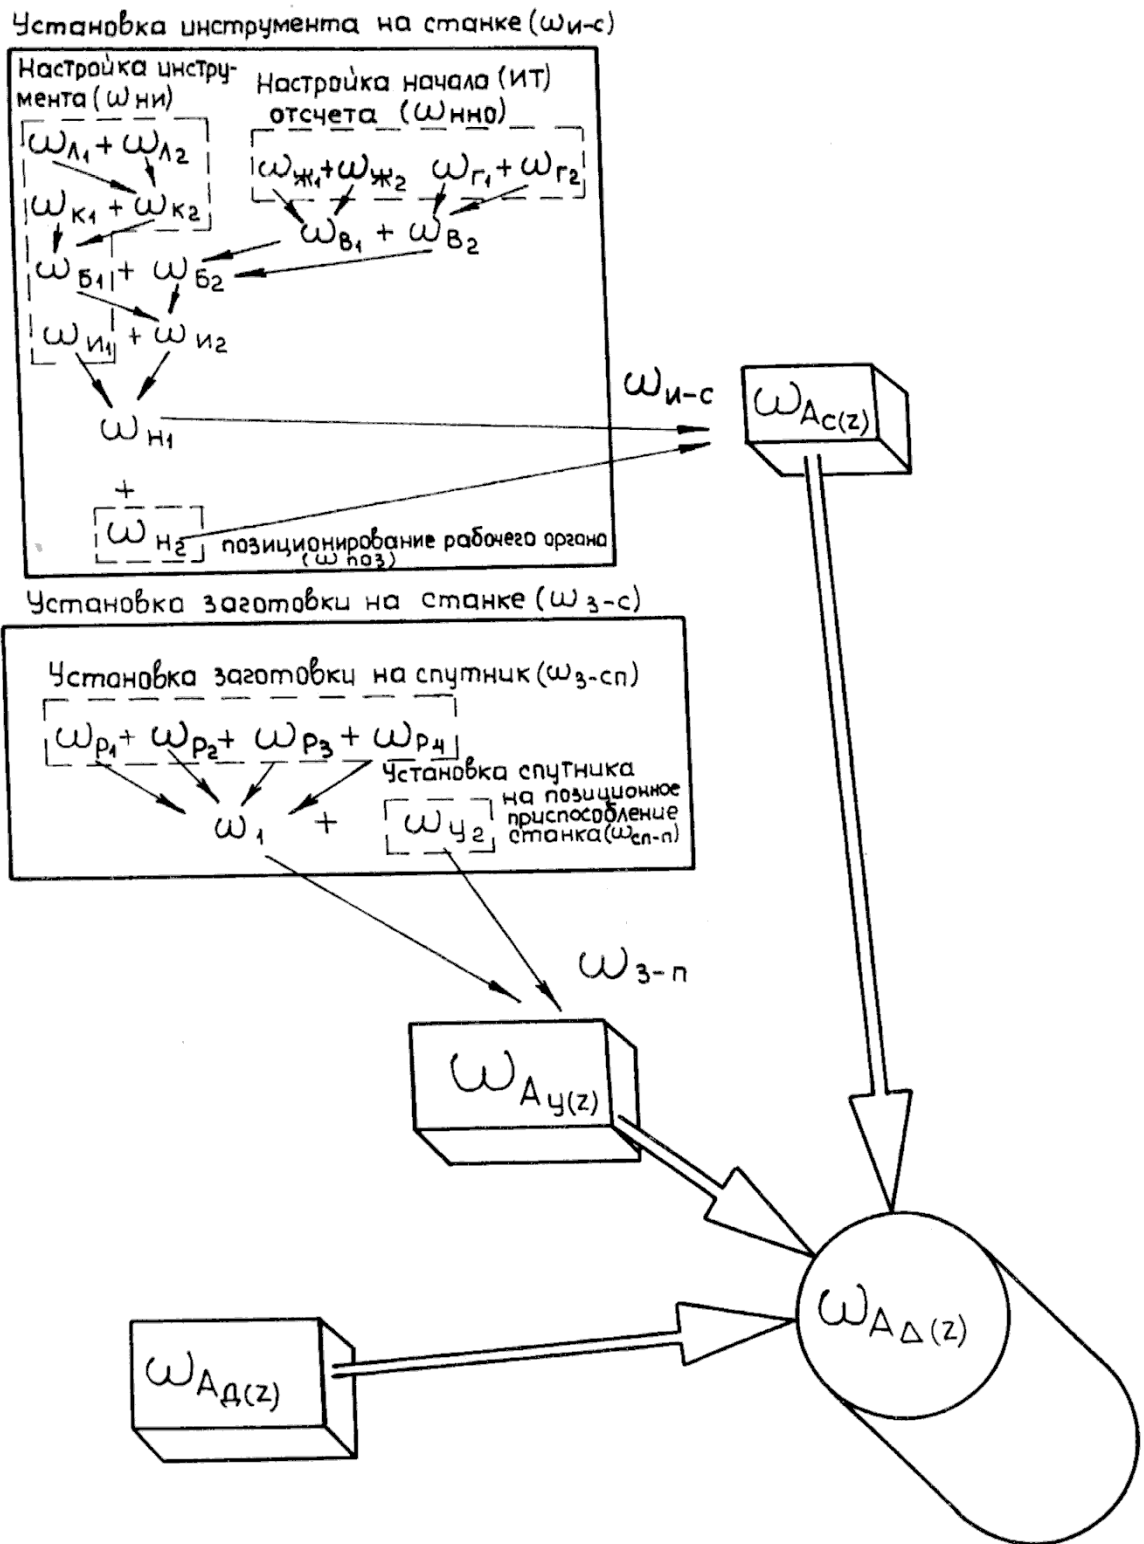 Установка инструмента на станке (ωи-с)
Настройка инстру-
мента (ωни)
Настройка начала (ИТ)
отсчета (ωнно)
ωл1 + ωл2
ωж1 + ωж2 ωг1 + ωг2
ωк1 + ωк2
ωв1 + ωв2
ωб1 + ωб2
ωи1 + ωи2
ωн1
+
ωн2 позиционирование рабочего органа
(ωпоз)
ωи-с
ωAс(z)
Установка заготовки на станке (ωз-с)
Установка заготовки на спутник (ωз-сп)
ωр1 + ωр2 + ωр3 + ωр4
Установка спутника
на позиционное
приспособление
станка (ωсп-п)
ω1 + ωу2
ωз-п
ωAу(z)
ωAΔ(z)
ωAд(z)